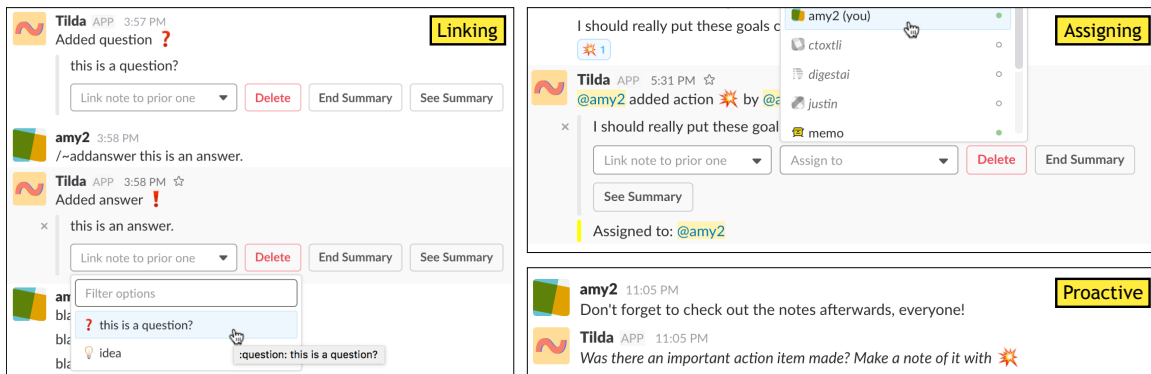 Tilda APP 3:57 PM
Linking
Added question ❓
this is a question?
Link note to prior one
Delete
End Summary
See Summary
amy2 3:58 PM
/~addanswer this is an answer.
Tilda APP 3:58 PM ☆
Added answer ❗
× this is an answer.
Link note to prior one
Delete
End Summary
See Summary
Filter options
❓ this is a question?
:question: this is a question?
idea
bla
bla
bla
I should really put these goals
1
amy2 (you)
Assigning
ctoxtli
digestai
justin
memo
Tilda APP 5:31 PM ☆
@amy2 added action 💥 by
× I should really put these goal
Link note to prior one
Assign to
Delete
End Summary
See Summary
Assigned to: @amy2
amy2 11:05 PM
Proactive
Don't forget to check out the notes afterwards, everyone!
Tilda APP 11:05 PM
Was there an important action item made? Make a note of it with 💥